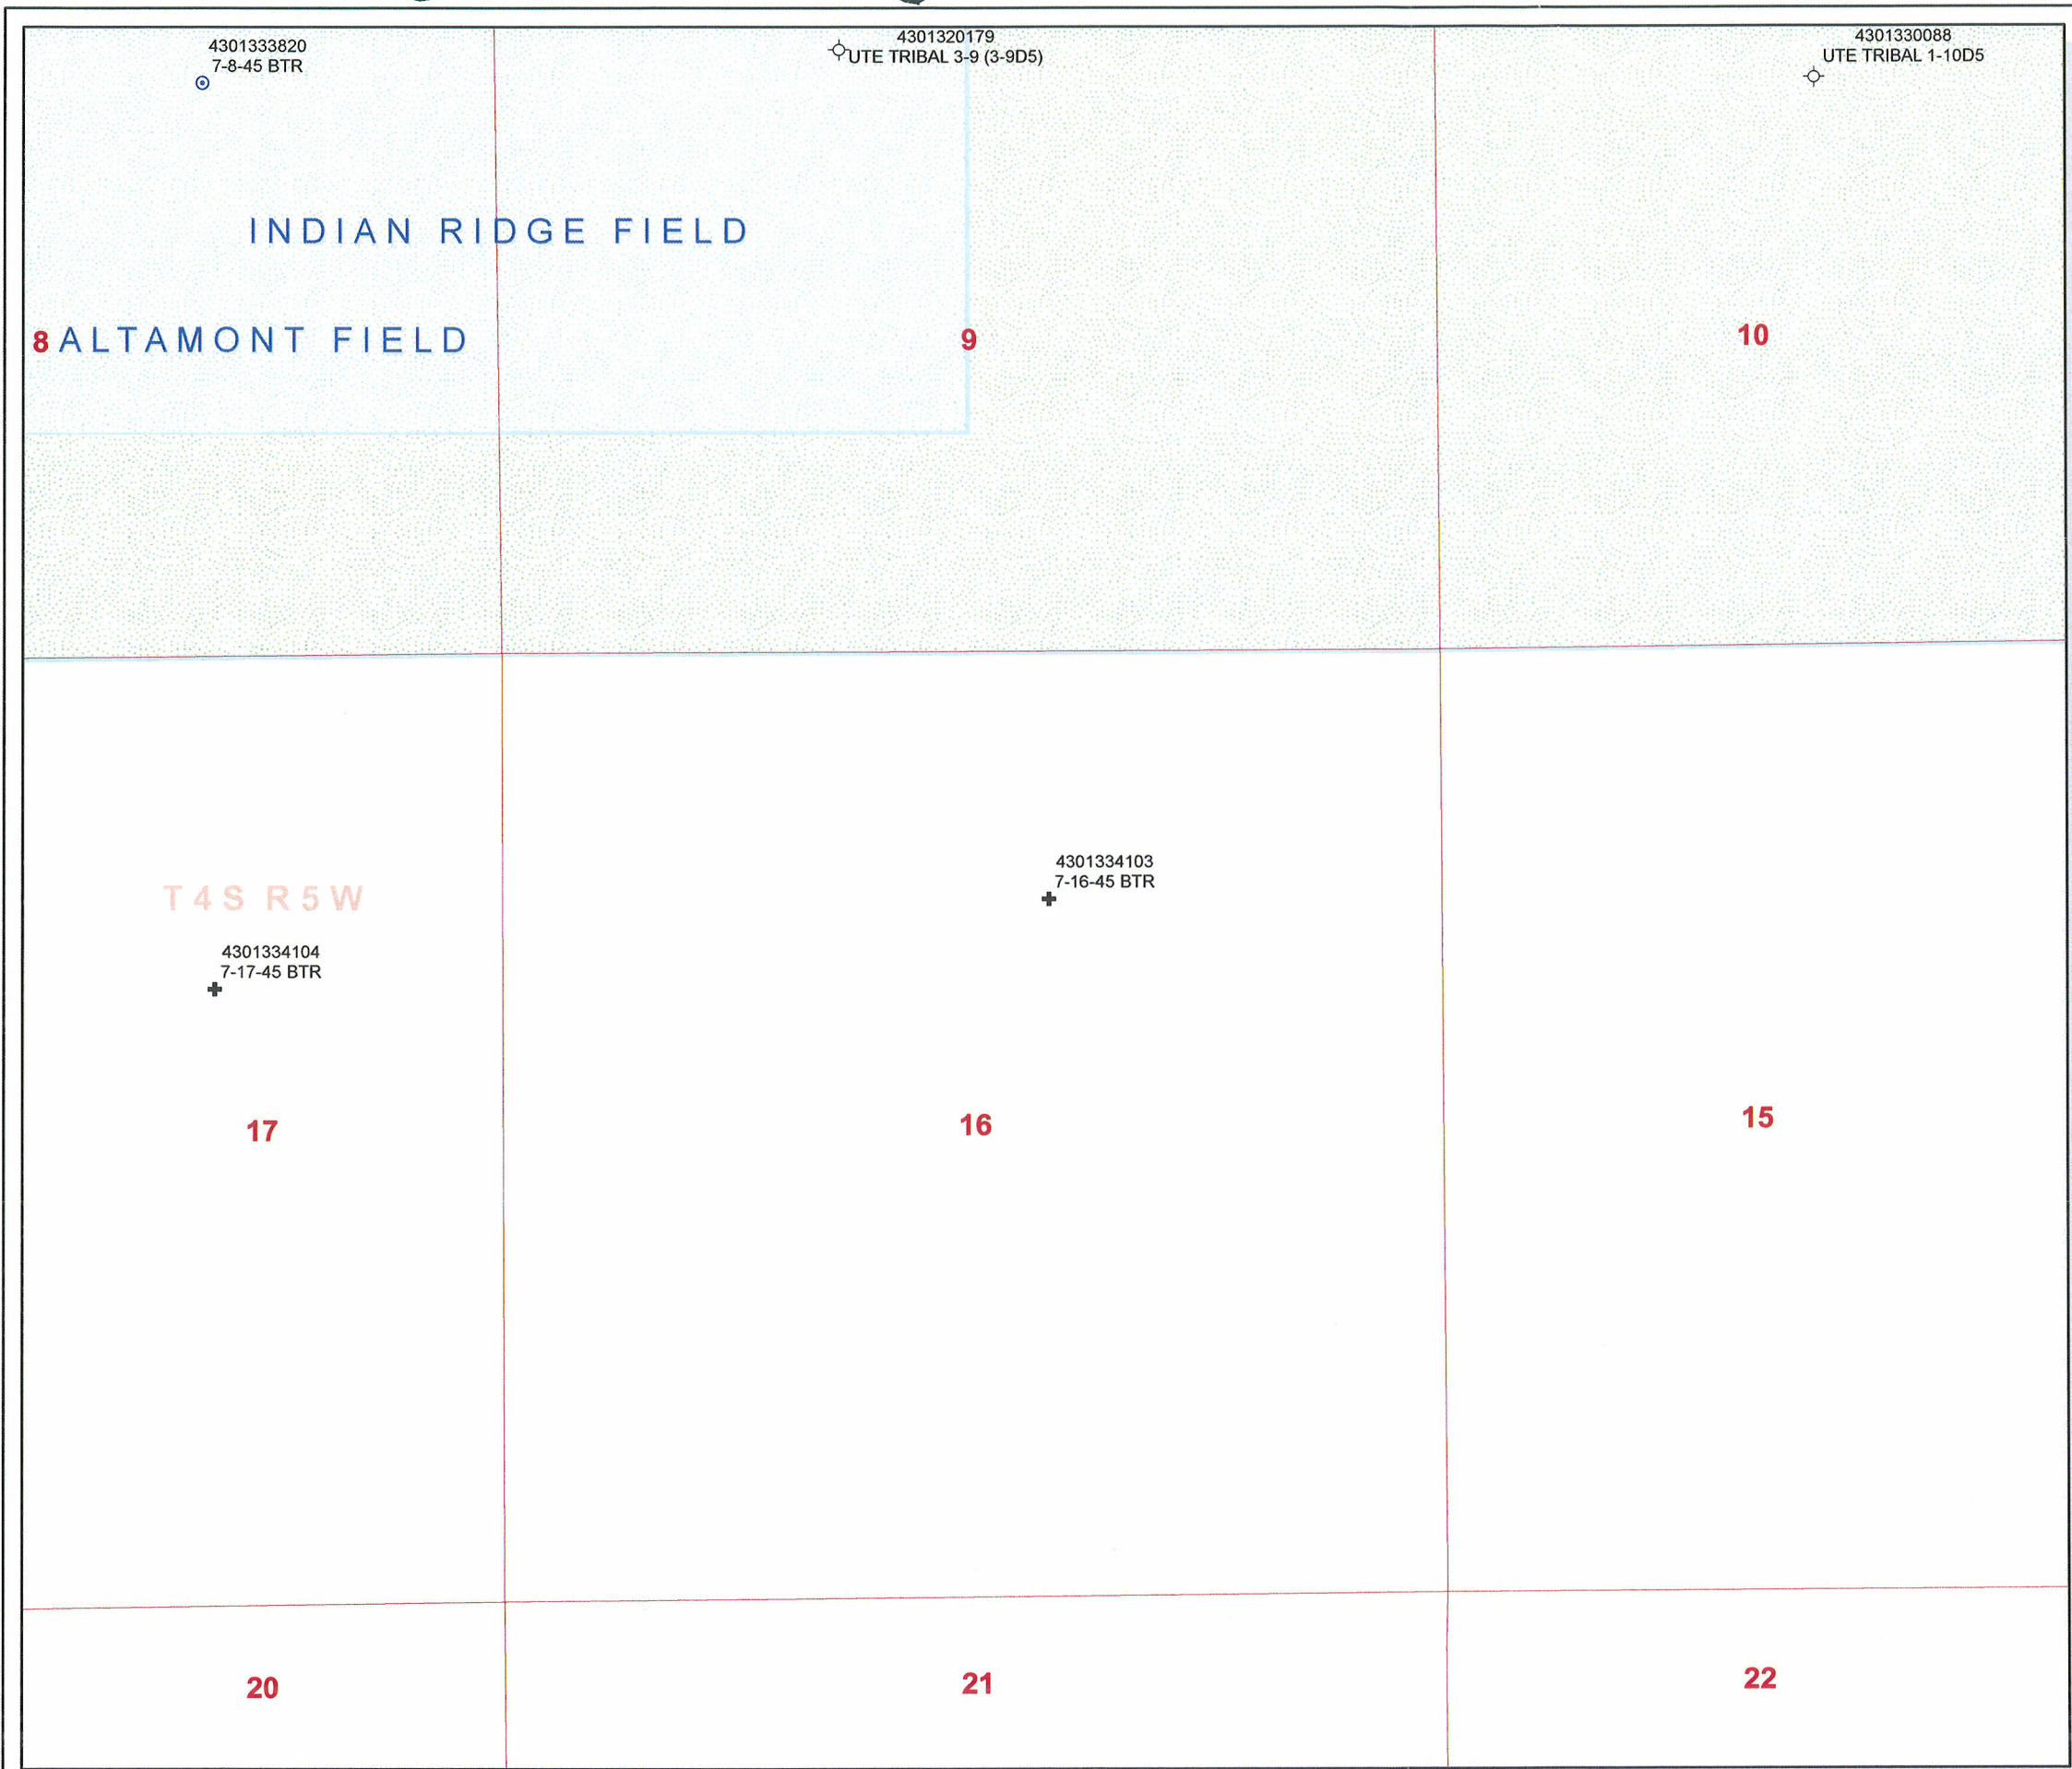 4301333820
7-8-45 BTR
4301320179
UTE TRIBAL 3-9 (3-9D5)
4301330088
UTE TRIBAL 1-10D5
INDIAN RIDGE FIELD
8 ALTAMONT FIELD
9
10
4301334103
7-16-45 BTR
T4S R5W
4301334104
7-17-45 BTR
17
16
15
20
21
22